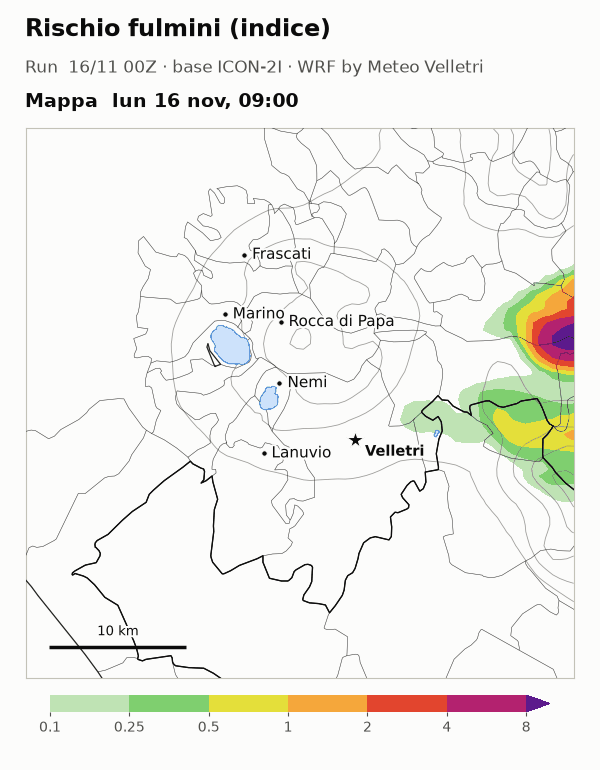 Rischio fulmini (indice)
Run  16/11 00Z · base ICON-2I · WRF by Meteo Velletri
Mappa  lun 16 nov, 09:00
Frascati
Marino
Rocca di Papa
Nemi
Velletri
Lanuvio
10 km
0.1 0.25 0.5 1 2 4 8